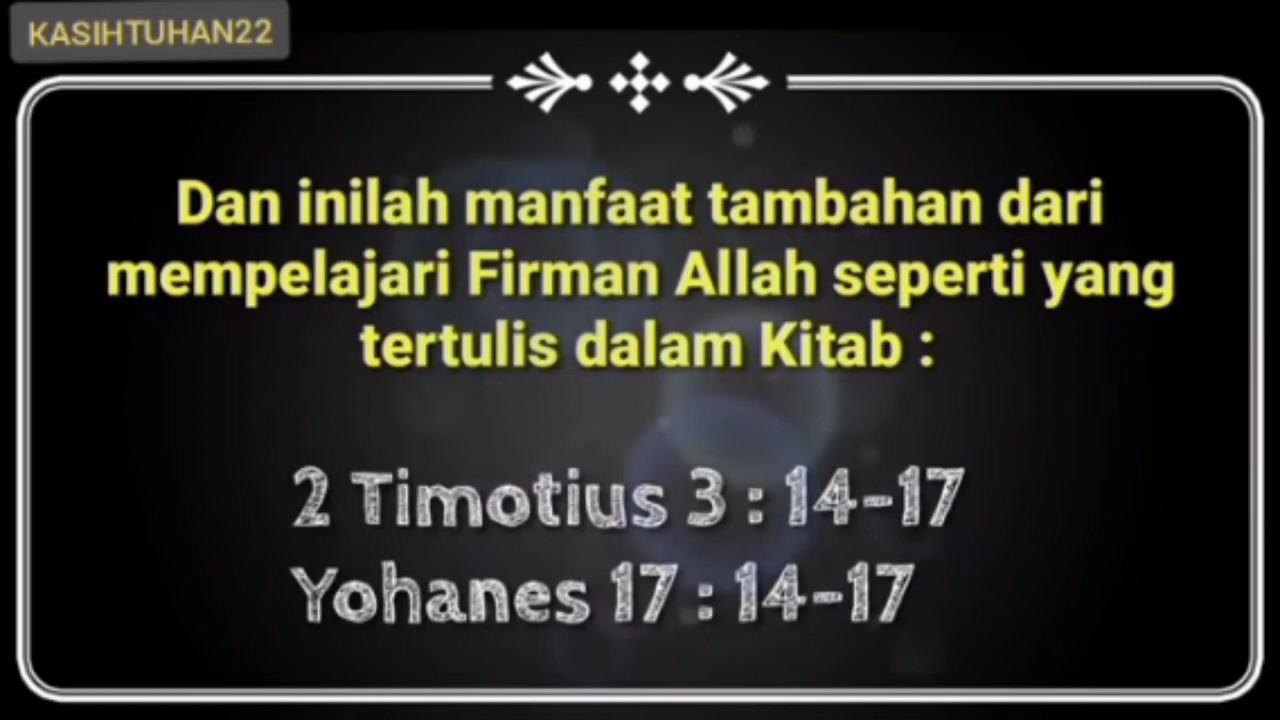 KASIHTUHAN22
Dan inilah manfaat tambahan dari
mempelajari Firman Allah seperti yang
tertulis dalam Kitab :
2 Timotius 3 : 14-17
Yohanes 17 : 14-17